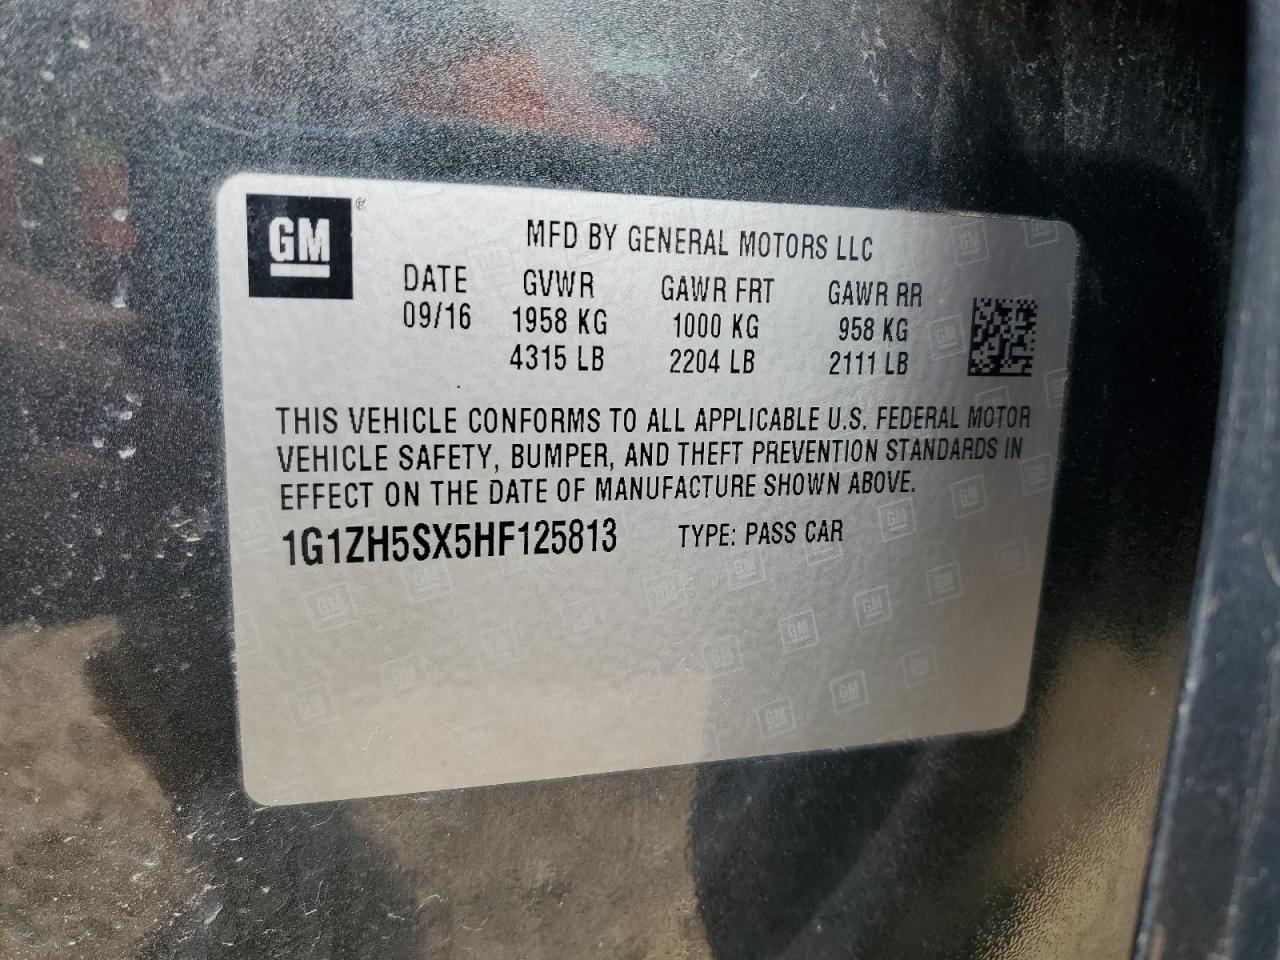 GM
MFD BY GENERAL MOTORS LLC
DATE GVWR GAWR FRT GAWR RR
09/16 1958 KG 1000 KG 958 KG
4315 LB 2204 LB 2111 LB
THIS VEHICLE CONFORMS TO ALL APPLICABLE U.S. FEDERAL MOTOR
VEHICLE SAFETY, BUMPER, AND THEFT PREVENTION STANDARDS IN
EFFECT ON THE DATE OF MANUFACTURE SHOWN ABOVE.
1G1ZH5SX5HF125813 TYPE: PASS CAR